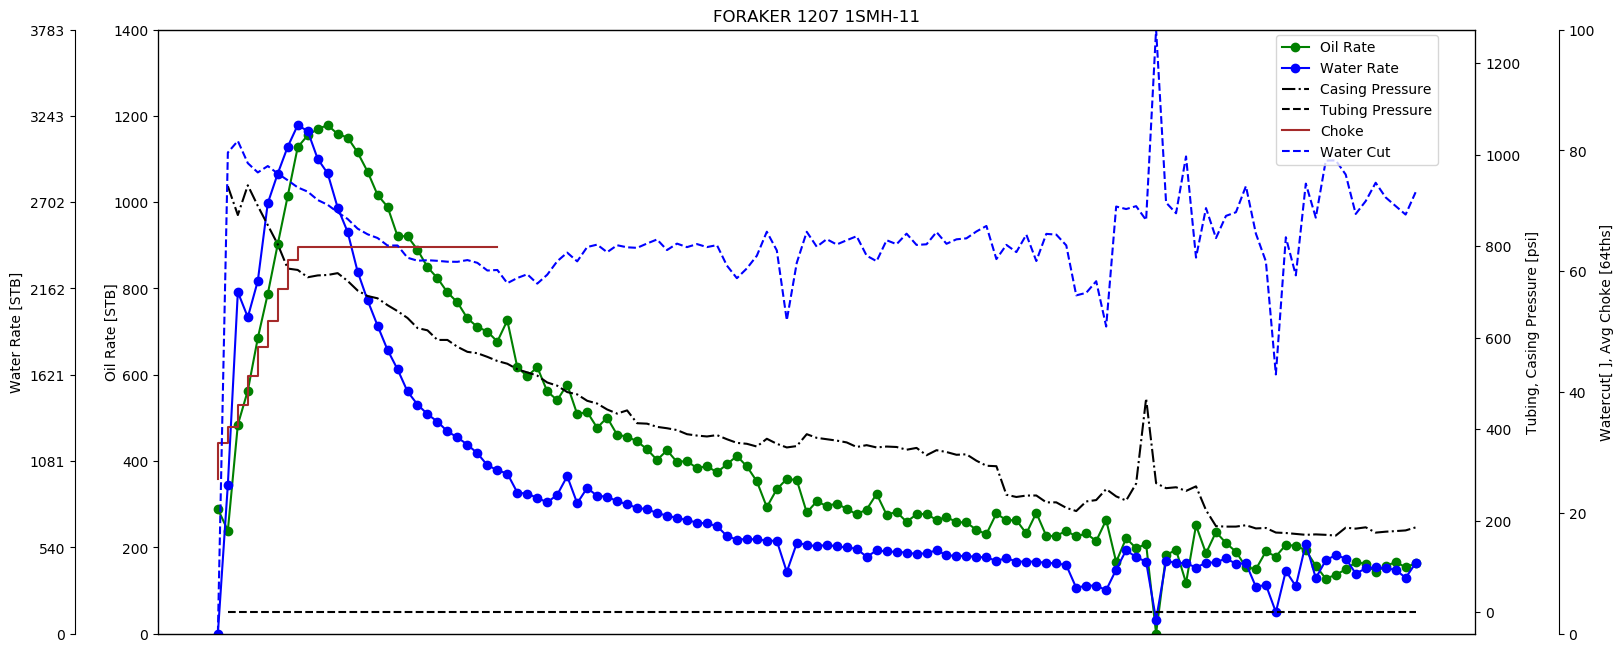 FORAKER 1207 1SMH-11
3783
3243
2702
2162
1621
1081
540
0
Water Rate [STB]
1400
1200
1000
800
600
400
200
0
Oil Rate [STB]
Oil Rate
Water Rate
Casing Pressure
Tubing Pressure
Choke
Water Cut
1200
1000
800
600
400
200
0
Tubing, Casing Pressure [psi]
100
80
60
40
20
0
Watercut[ ], Avg Choke [64ths]